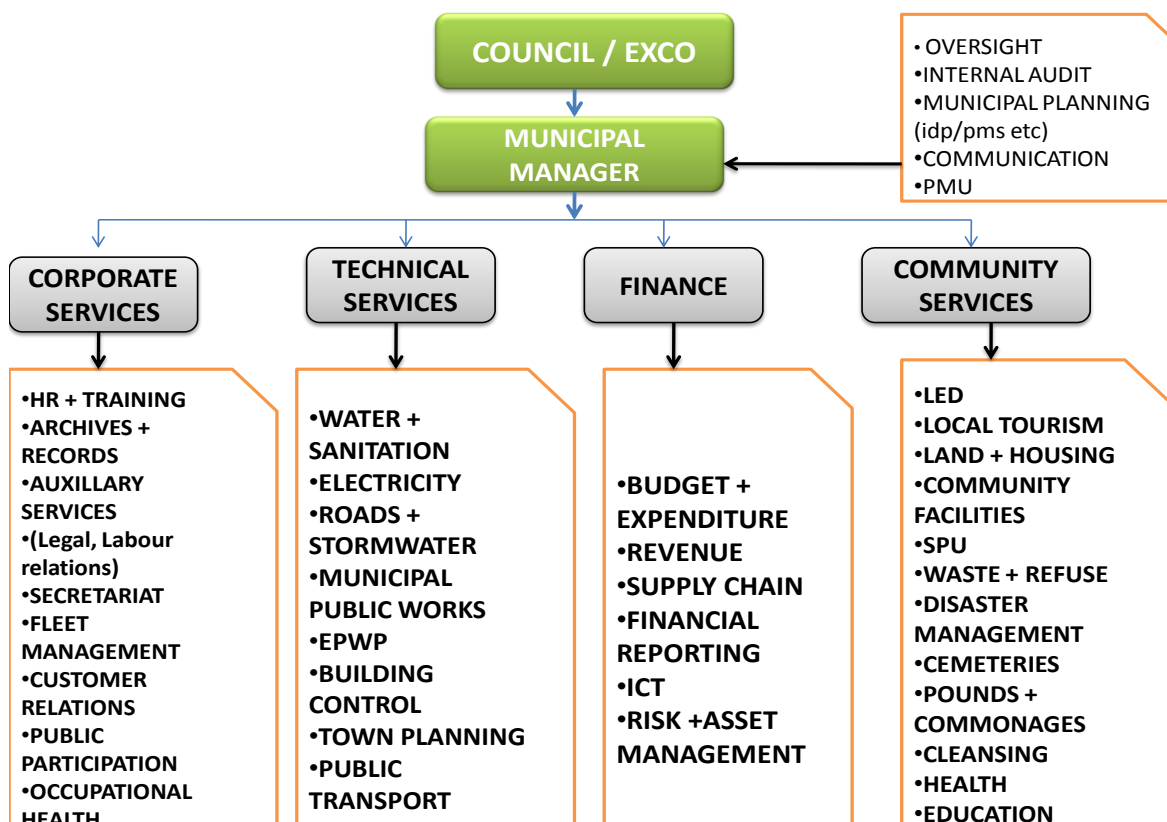 COUNCIL / EXCO
• OVERSIGHT
•INTERNAL AUDIT
•MUNICIPAL PLANNING
(idp/pms etc)
•COMMUNICATION
•PMU
MUNICIPAL
MANAGER
CORPORATE
SERVICES
TECHNICAL
SERVICES
FINANCE
COMMUNITY
SERVICES
•HR + TRAINING
•ARCHIVES +
RECORDS
•AUXILLARY
SERVICES
•(Legal, Labour
relations)
•SECRETARIAT
•FLEET
MANAGEMENT
•CUSTOMER
RELATIONS
•PUBLIC
PARTICIPATION
•OCCUPATIONAL
HEALTH
•WATER +
SANITATION
•ELECTRICITY
•ROADS +
STORMWATER
•MUNICIPAL
PUBLIC WORKS
•EPWP
•BUILDING
CONTROL
•TOWN PLANNING
•PUBLIC
TRANSPORT
•BUDGET +
EXPENDITURE
•REVENUE
•SUPPLY CHAIN
•FINANCIAL
REPORTING
•ICT
•RISK +ASSET
MANAGEMENT
•LED
•LOCAL TOURISM
•LAND + HOUSING
•COMMUNITY
FACILITIES
•SPU
•WASTE + REFUSE
•DISASTER
MANAGEMENT
•CEMETERIES
•POUNDS +
COMMONAGES
•CLEANSING
•HEALTH
•EDUCATION